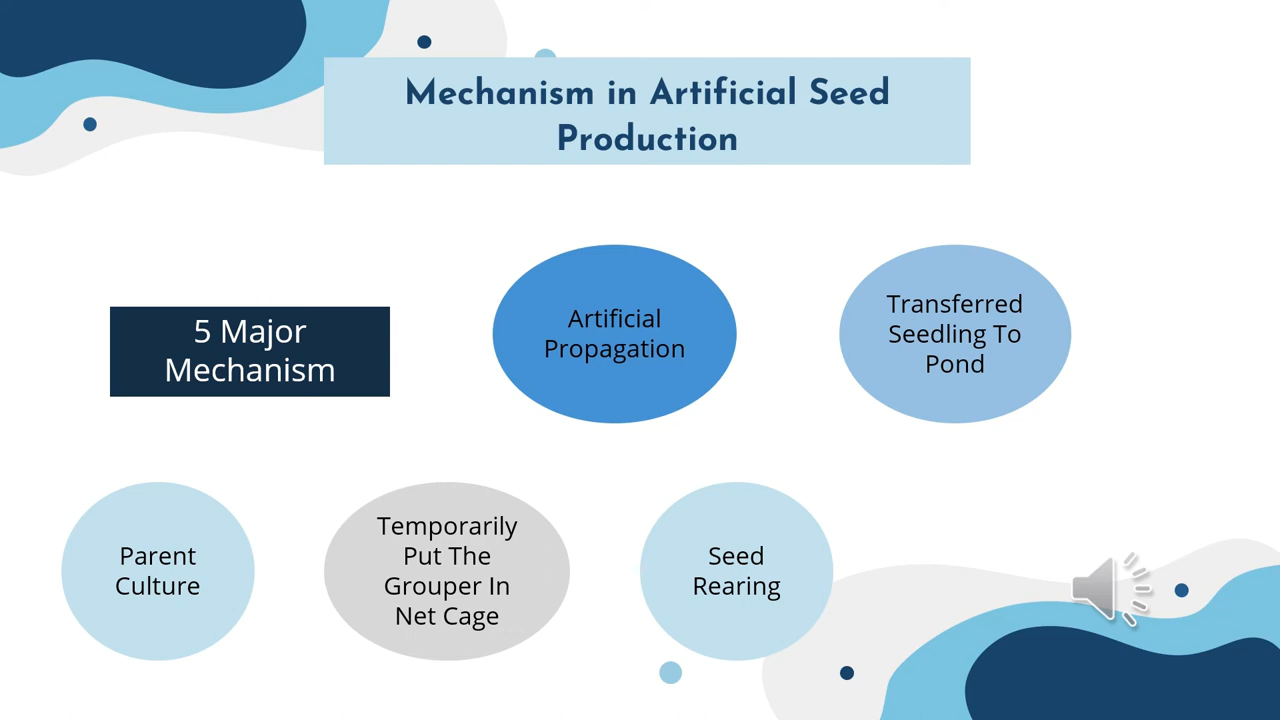 Mechanism in Artificial Seed
Production
5 Major
Mechanism
Artificial
Propagation
Transferred
Seedling To
Pond
Parent
Culture
Temporarily
Put The
Grouper In
Net Cage
Seed
Rearing